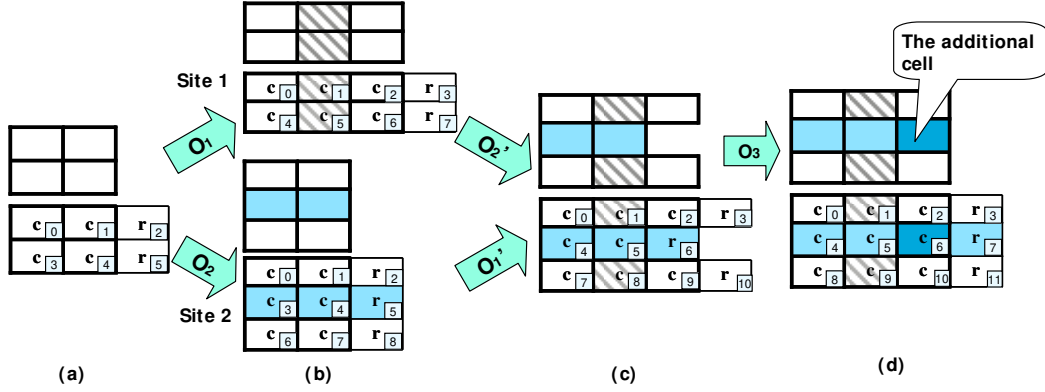 The additional
cell
Site 1
c 0 c 1 c 2 r 3
c 4 c 5 c 6 r 7
O1
O2'
O3
c 0 c 1 r 2
c 3 c 4 r 5
O2
Site 2
c 0 c 1 r 2
c 3 c 4 r 5
c 6 c 7 r 8
O1'
c 0 c 1 c 2 r 3
c 4 c 5 r 6
c 7 c 8 c 9 r 10
c 0 c 1 c 2 r 3
c 4 c 5 c 6 r 7
c 8 c 9 c 10 r 11
(a) (b) (c) (d)